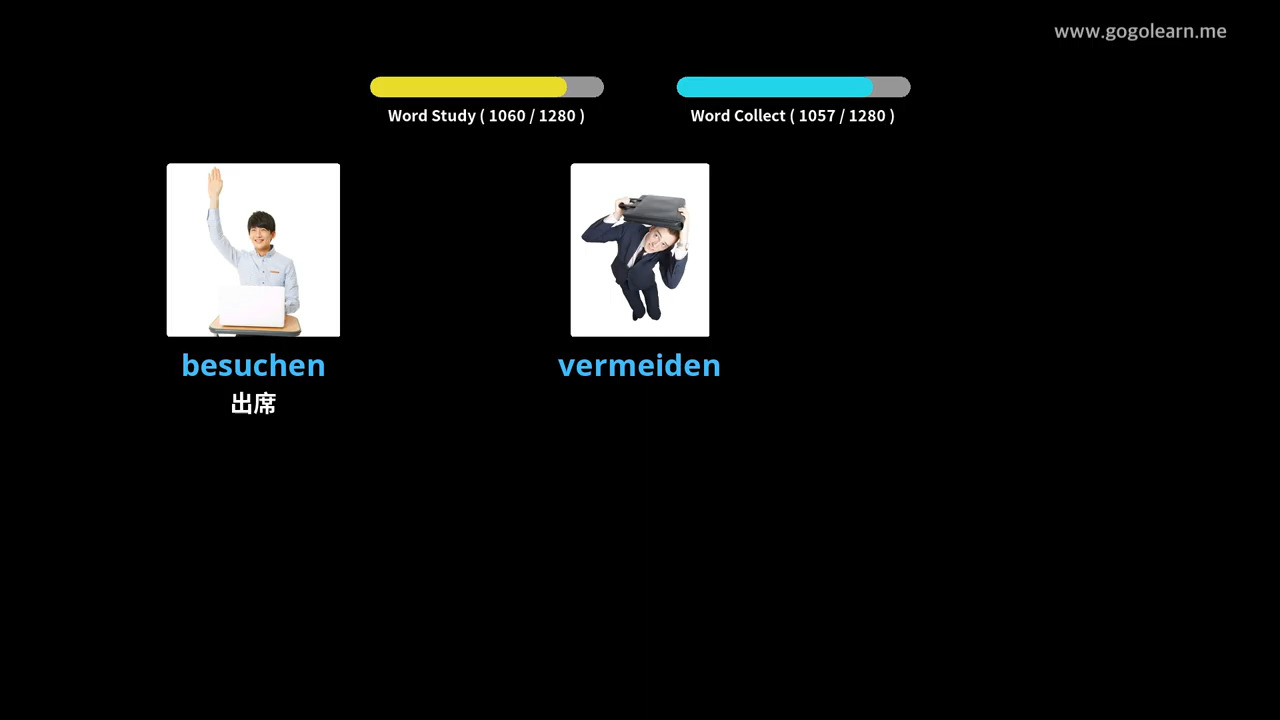 www.gogolearn.me
Word Study ( 1060 / 1280 )
Word Collect ( 1057 / 1280 )
besuchen
出席
vermeiden